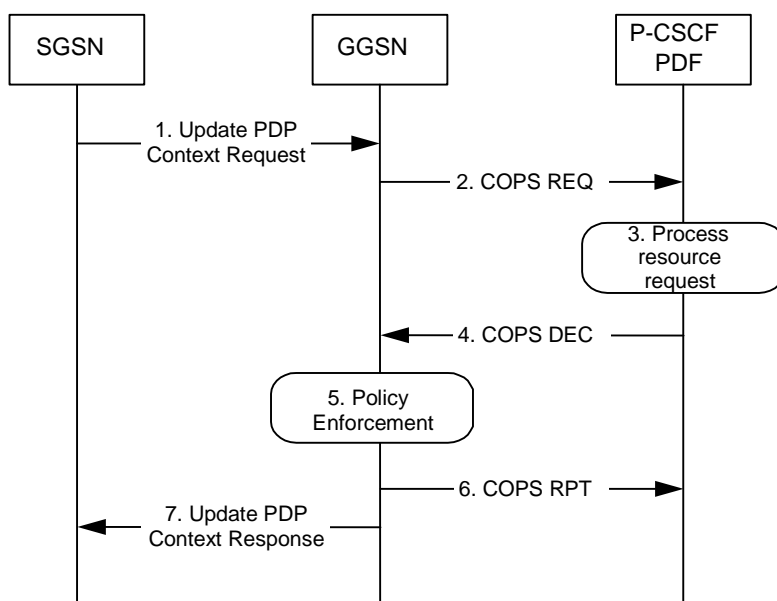 SGSN
GGSN
P-CSCF
PDF
1. Update PDP
Context Request
2. COPS REQ
3. Process
resource
request
4. COPS DEC
5. Policy
Enforcement
6. COPS RPT
7. Update PDP
Context Response